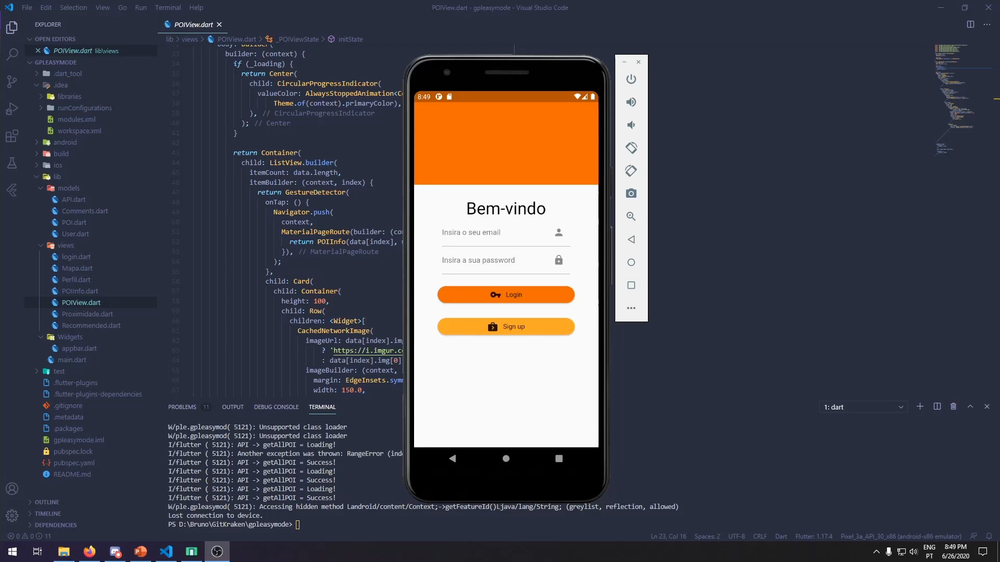 File Edit Selection View Go Run Terminal Help
POIView.dart - gpleasymode - Visual Studio Code
EXPLORER
OPEN EDITORS
POIView.dart lib\views
GPLEASYMODE
.dart_tool
.idea
libraries
runConfigurations
modules.xml
workspace.xml
android
build
ios
lib
models
API.dart
Comments.dart
POI.dart
User.dart
views
login.dart
Mapa.dart
Perfil.dart
POIInfo.dart
POIView.dart
Proximidade.dart
Recommended.dart
Widgets
appbar.dart
main.dart
test
.flutter-plugins
.flutter-plugins-dependencies
.gitignore
.metadata
.packages
gpleasymode.iml
pubspec.lock
pubspec.yaml
README.md
OUTLINE
TIMELINE
DEPENDENCIES
POIView.dart
lib > views > POIView.dart > _POIViewState > initState
32 body: Builder(
33 builder: (context) {
34 if (_loading) {
35 return Center(
36 child: CircularProgressIndicator(
37 valueColor: AlwaysStoppedAnimation<Co
38 Theme.of(context).primaryColor),
39 ), // CircularProgressIndicator
40 ); // Center
41 }
42
43 return Container(
44 child: ListView.builder(
45 itemCount: data.length,
46 itemBuilder: (context, index) {
47 return GestureDetector(
48 onTap: () {
49 Navigator.push(
50 context,
51 MaterialPageRoute(builder: (co
52 return POIInfo(data[index],
53 }), // MaterialPageRoute
54 );
55 },
56 child: Card(
57 child: Container(
58 height: 100,
59 child: Row(
60 children: <Widget>[
61 CachedNetworkImage(
62 imageUrl: data[index].img
63 ? 'https://i.imgur.c
64 : data[index].img[0]
65 imageBuilder: (context,
66 margin: EdgeInsets.sym
67 width: 150.0,
8:49
Bem-vindo
Insira o seu email
Insira a sua password
Login
Sign up
PROBLEMS 11 OUTPUT DEBUG CONSOLE TERMINAL
1: dart
W/ple.gpleasymod( 5121): Unsupported class loader
W/ple.gpleasymod( 5121): Unsupported class loader
I/flutter ( 5121): API -> getAllPOI = Loading!
I/flutter ( 5121): Another exception was thrown: RangeError (ind
I/flutter ( 5121): API -> getAllPOI = Success!
I/flutter ( 5121): API -> getAllPOI = Loading!
I/flutter ( 5121): API -> getAllPOI = Success!
I/flutter ( 5121): API -> getAllPOI = Loading!
I/flutter ( 5121): API -> getAllPOI = Success!
W/ple.gpleasymod( 5121): Accessing hidden method Landroid/content/Context;->getFeatureId()Ljava/lang/String; (greylist, reflection, allowed)
Lost connection to device.
PS D:\Bruno\GitKraken\gpleasymode>
0 0 11
Ln 23, Col 16 Spaces: 2 UTF-8 CRLF Dart Flutter: 1.17.4 Pixel_3a_API_30_x86 (android-x86 emulator)
ENG
PT
8:49 PM
6/26/2020